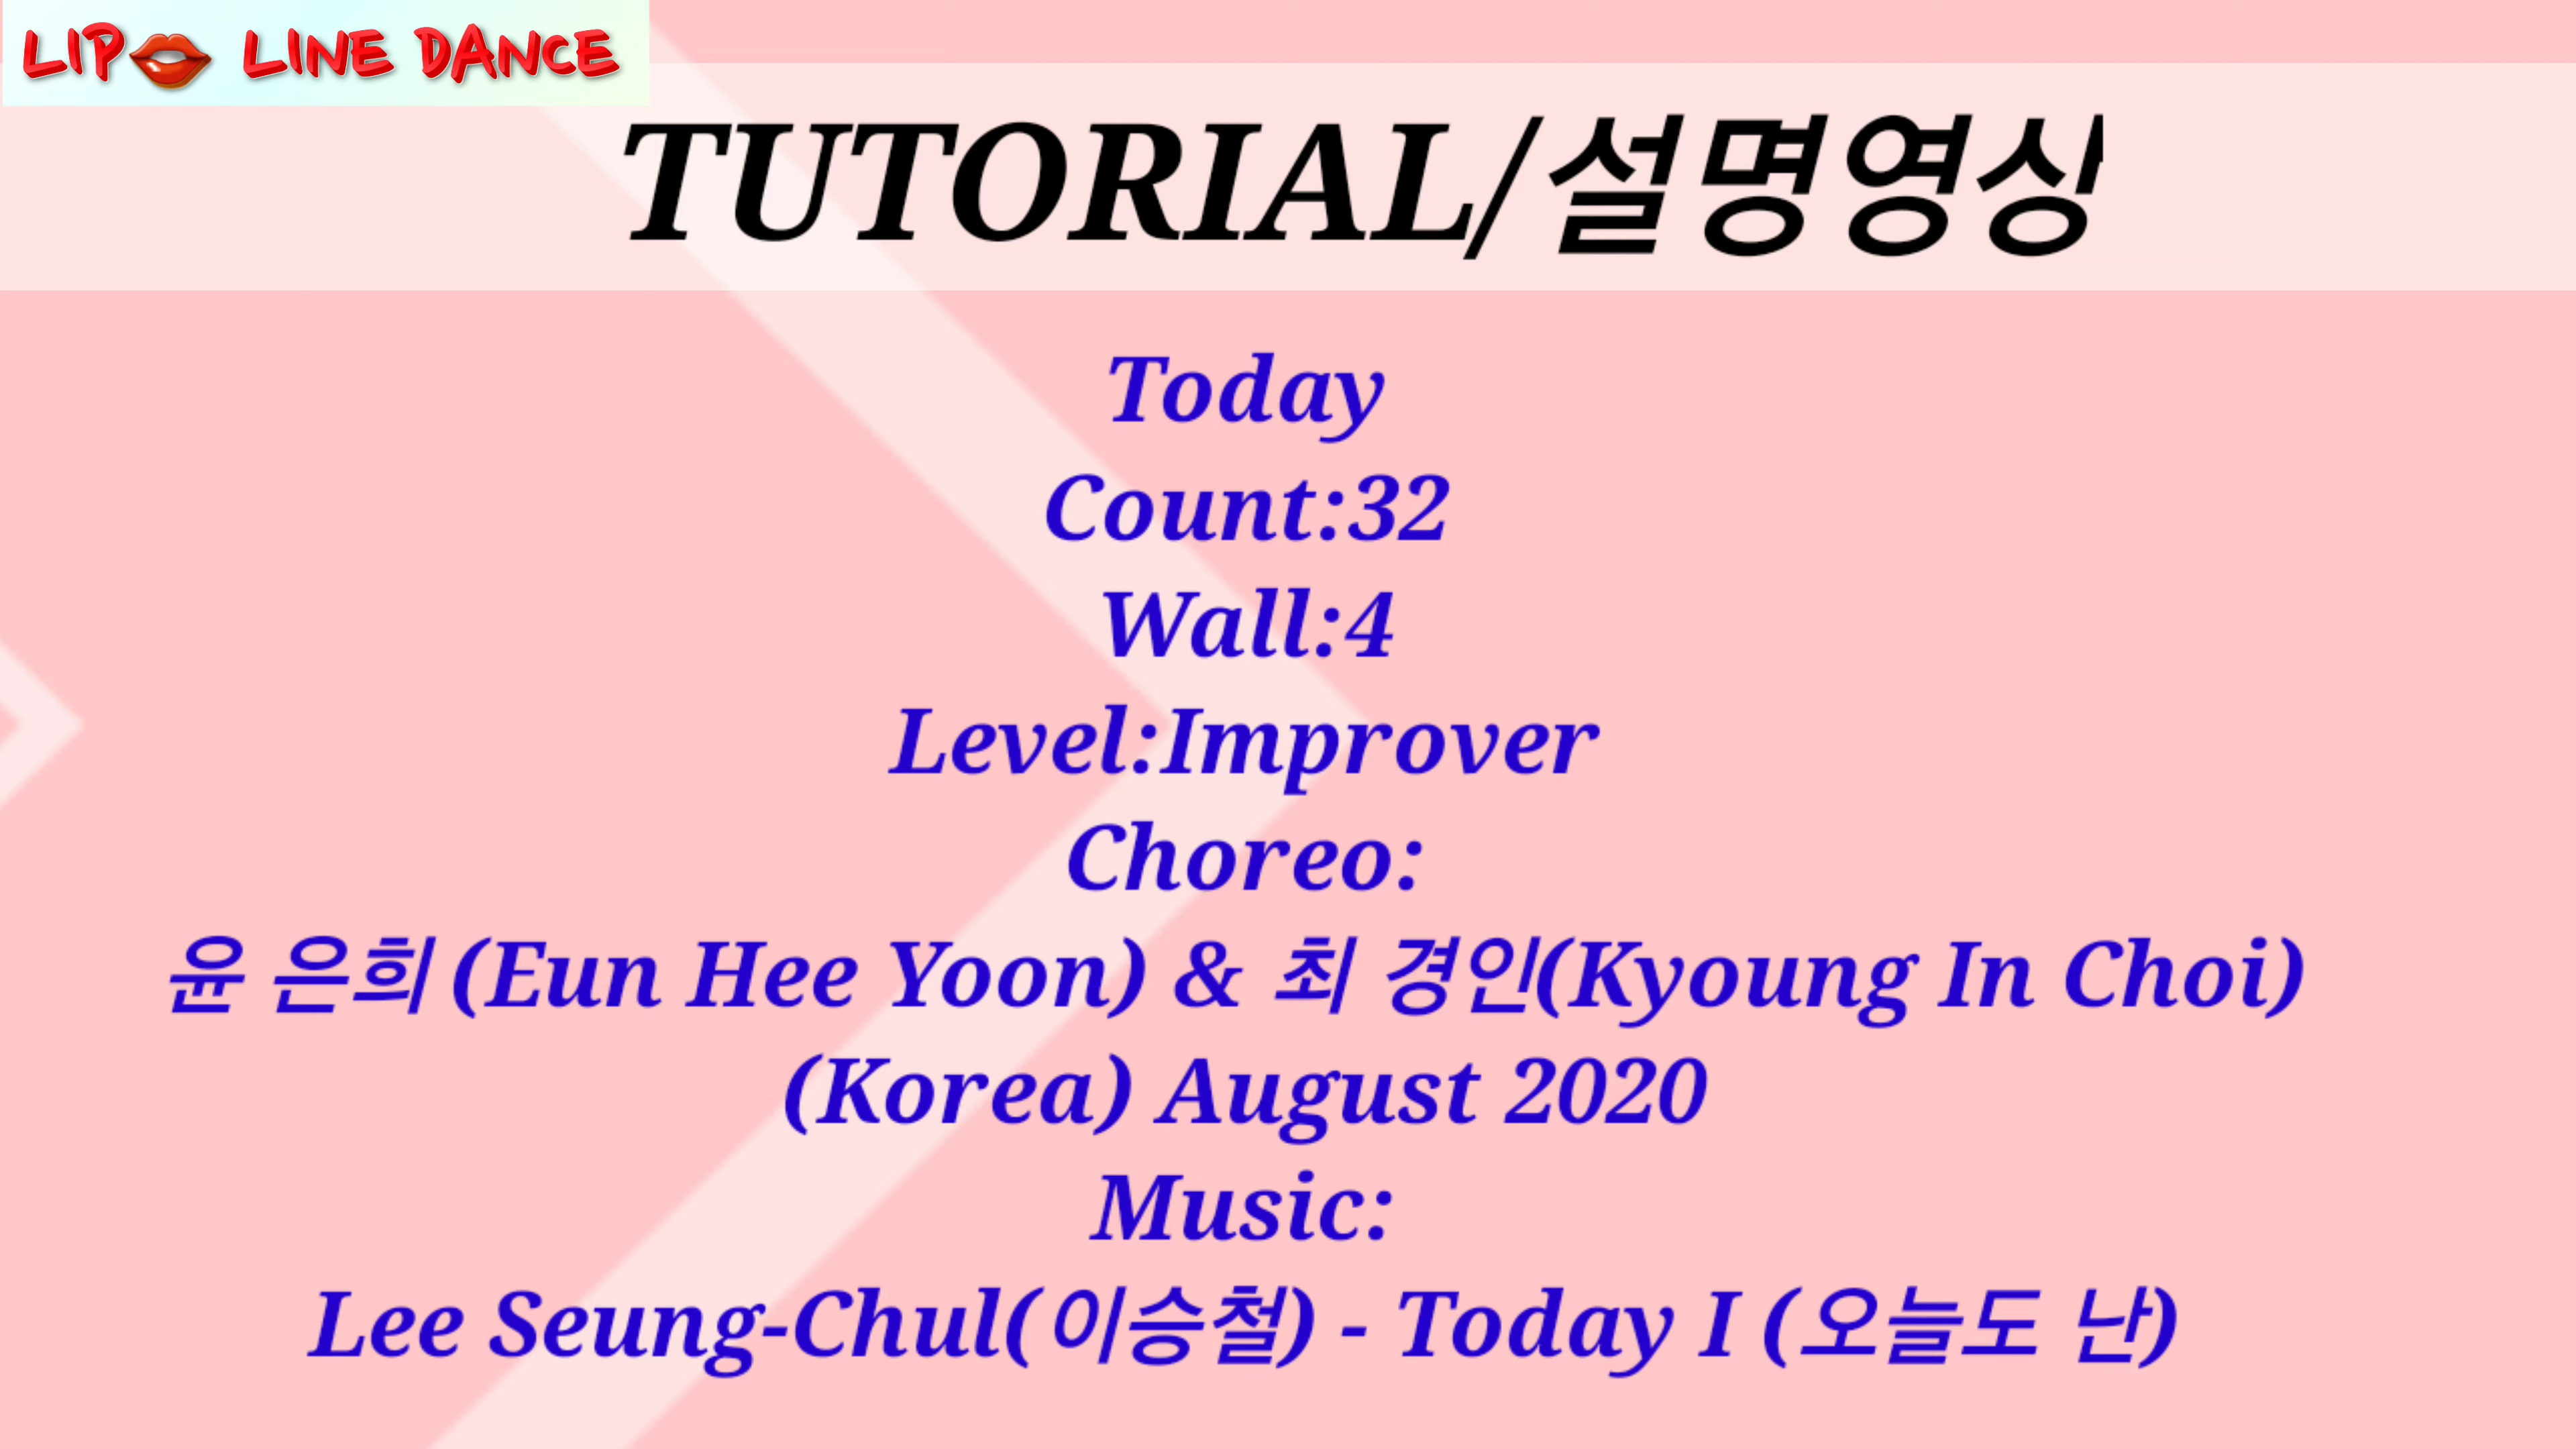 LIP LINE DANCE
TUTORIAL/설명영상
Today
Count:32
Wall:4
Level:Improver
Choreo:
윤 은희 (Eun Hee Yoon) & 최 경인(Kyoung In Choi)
(Korea) August 2020
Music:
Lee Seung-Chul(이승철) - Today I (오늘도 난)